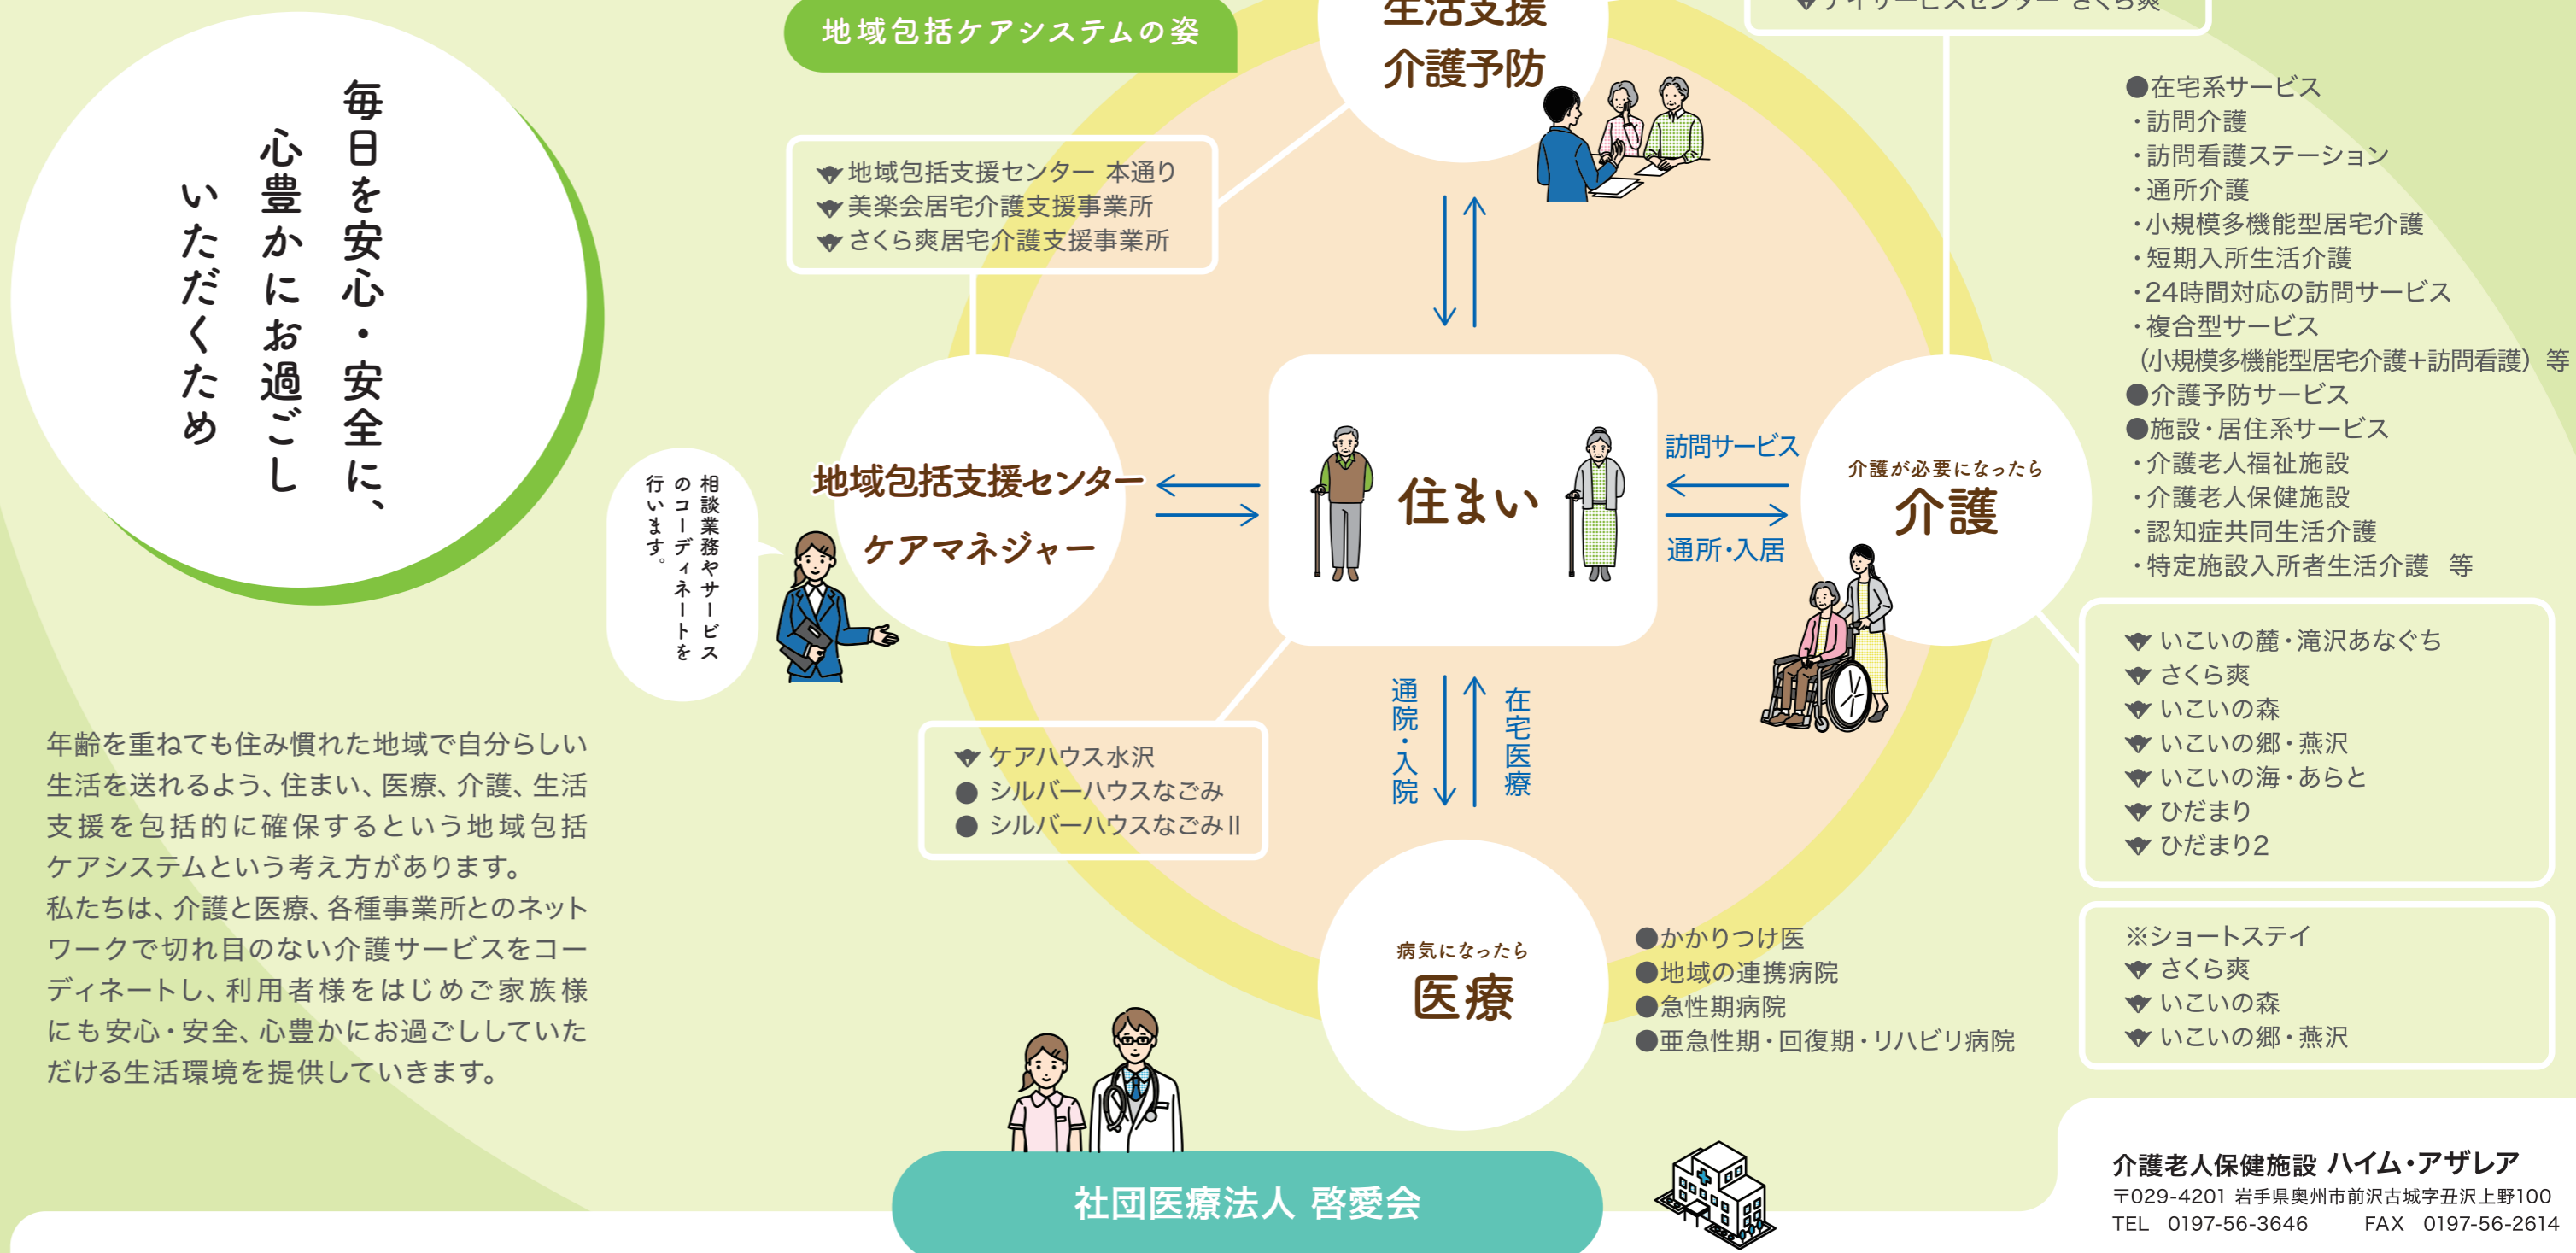 毎日を安心・安全に、
心豊かにお過ごし
いただくため
年齢を重ねても住み慣れた地域で自分らしい
生活を送れるよう、住まい、医療、介護、生活
支援を包括的に確保するという地域包括
ケアシステムという考え方があります。
私たちは、介護と医療、各種事業所とのネット
ワークで切れ目のない介護サービスをコー
ディネートし、利用者様をはじめご家族様
にも安心・安全、心豊かにお過ごししていた
だける生活環境を提供していきます。
地域包括ケアシステムの姿
生活支援
介護予防
デイサービスセンター さくら爽
地域包括支援センター 本通り
美楽会居宅介護支援事業所
さくら爽居宅介護支援事業所
地域包括支援センター
ケアマネジャー
相談業務やサービス
のコーディネートを
行います。
住まい
訪問サービス
通所・入居
介護が必要になったら
介護
●在宅系サービス
・訪問介護
・訪問看護ステーション
・通所介護
・小規模多機能型居宅介護
・短期入所生活介護
・24時間対応の訪問サービス
・複合型サービス
（小規模多機能型居宅介護+訪問看護）等
●介護予防サービス
●施設・居住系サービス
・介護老人福祉施設
・介護老人保健施設
・認知症共同生活介護
・特定施設入所者生活介護 等
いこいの麓・滝沢あなぐち
さくら爽
いこいの森
いこいの郷・燕沢
いこいの海・あらと
ひだまり
ひだまり2
※ショートステイ
さくら爽
いこいの森
いこいの郷・燕沢
ケアハウス水沢
● シルバーハウスなごみ
● シルバーハウスなごみⅡ
通院・入院
在宅医療
病気になったら
医療
●かかりつけ医
●地域の連携病院
●急性期病院
●亜急性期・回復期・リハビリ病院
社団医療法人 啓愛会
介護老人保健施設 ハイム・アザレア
〒029-4201 岩手県奥州市前沢古城字丑沢上野100
TEL 0197-56-3646 FAX 0197-56-2614